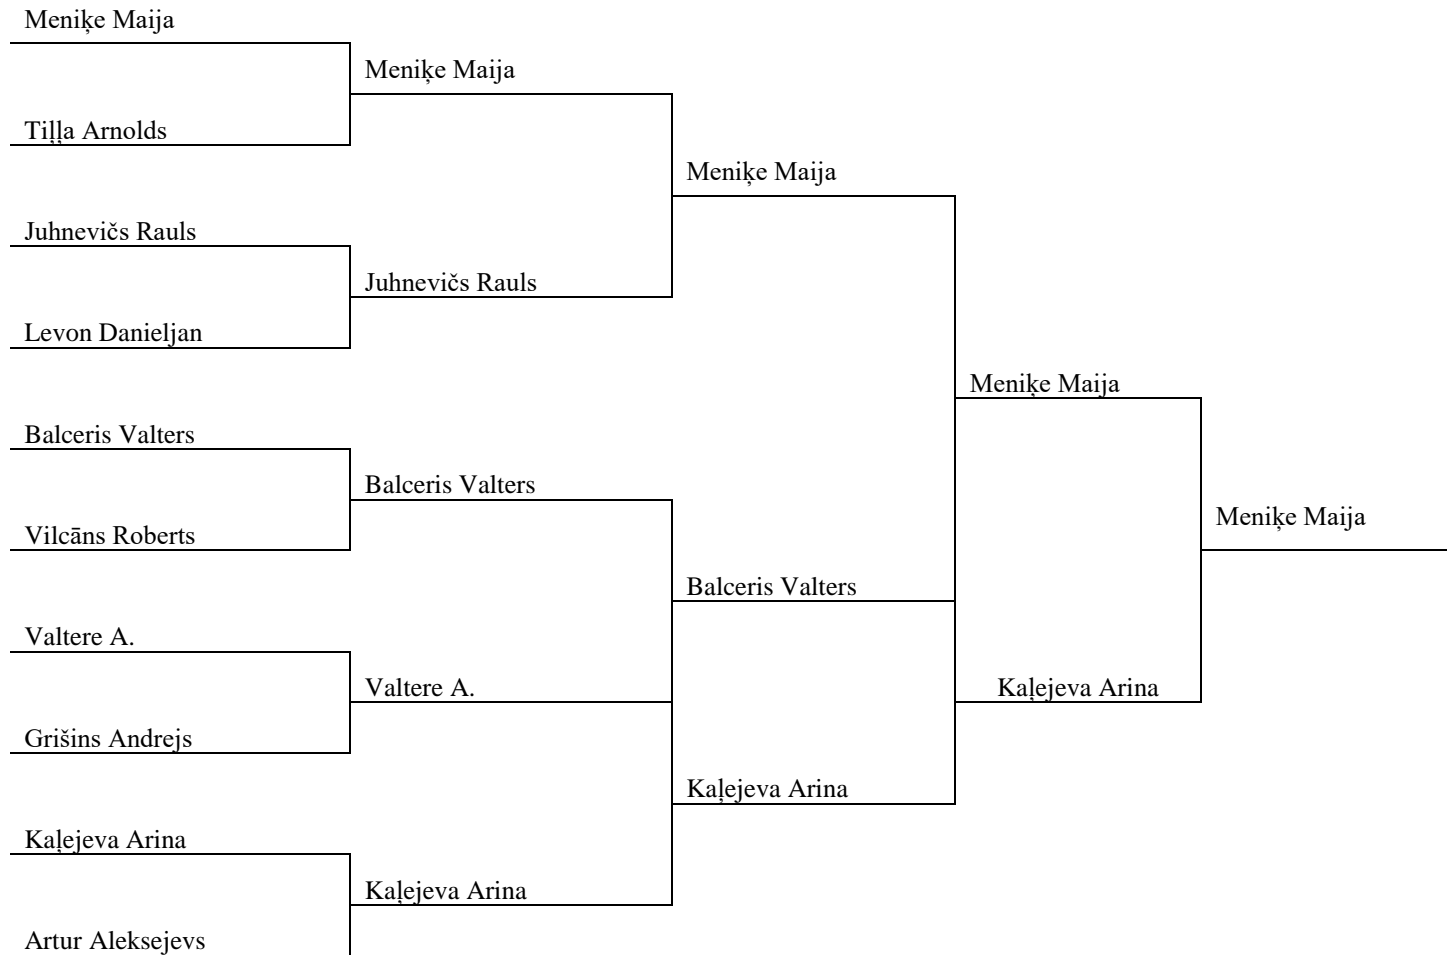 Meniķe Maija
Meniķe Maija
Tiļļa Arnolds
Meniķe Maija
Juhnevičs Rauls
Juhnevičs Rauls
Levon Danieljan
Meniķe Maija
Balceris Valters
Balceris Valters
Meniķe Maija
Vilcāns Roberts
Balceris Valters
Valtere A.
Valtere A.
Kaļejeva Arina
Grišins Andrejs
Kaļejeva Arina
Kaļejeva Arina
Kaļejeva Arina
Artur Aleksejevs